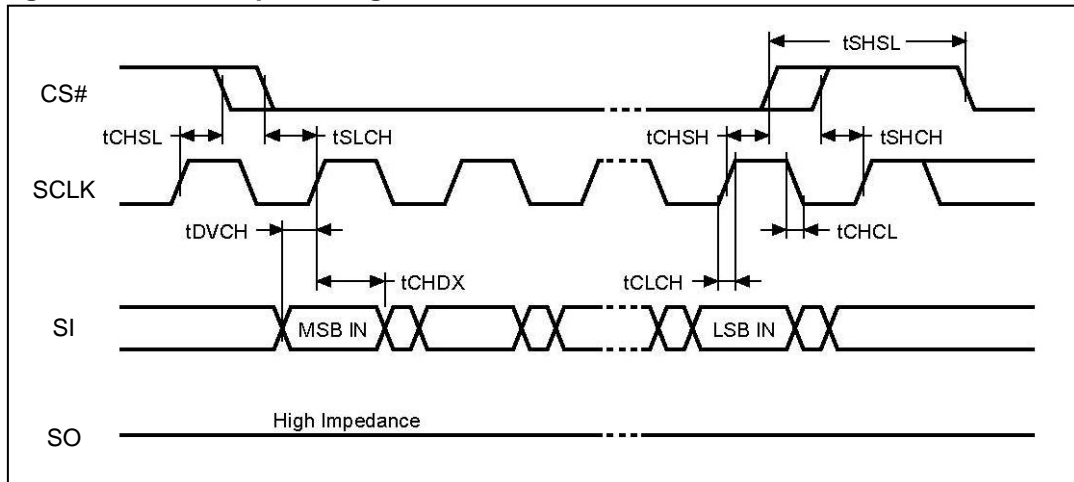 tSHSL
CS#
tCHSL
tSLCH
tCHSH
tSHCH
SCLK
tDVCH
tCHCL
tCHDX
tCLCH
SI
MSB IN
LSB IN
High Impedance
SO